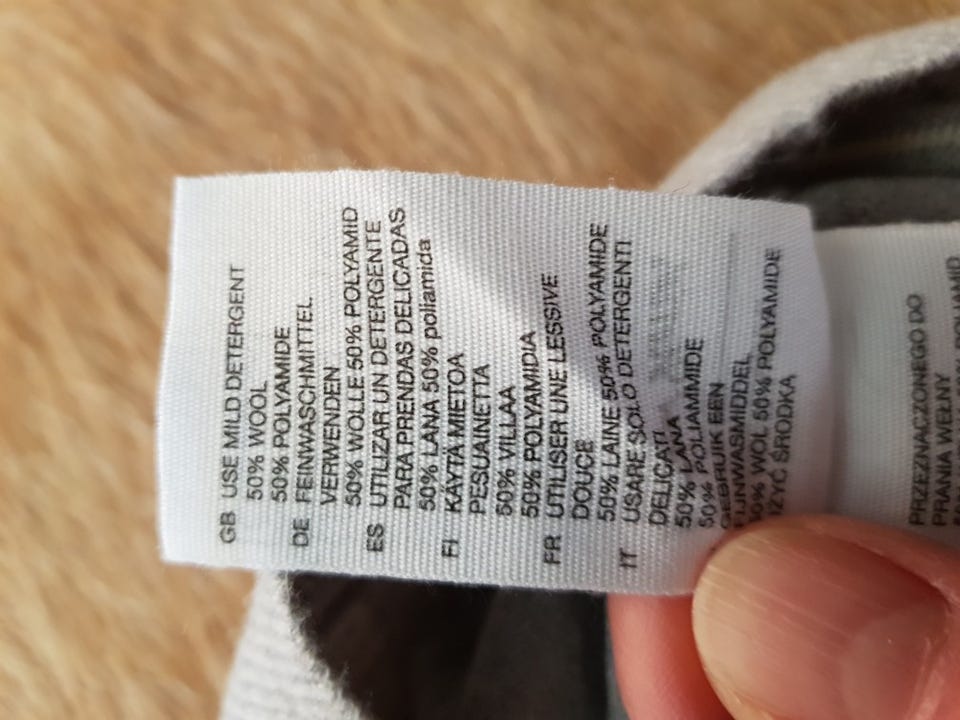 GB USE MILD DETERGENT
50% WOOL
50% POLYAMIDE
DE FEINWASCHMITTEL
VERWENDEN
50% WOLLE 50% POLYAMID
ES UTILIZAR UN DETERGENTE
PARA PRENDAS DELICADAS
50% LANA 50% poliamida
FI KÄYTÄ MIETOA
PESUAINETTA
50% VILLAA
50% POLYAMIDIA
FR UTILISER UNE LESSIVE
DOUCE
50% LAINE 50% POLYAMIDE
IT USARE SOLO DETERGENTI
DELICATI
50% LANA
50% POLIAMMIDE
GEBRUIK EEN
FIJNWASMIDDEL
50% WOL 50% POLYAMIDE
UŻYĆ ŚRODKA
PRZEZNACZONEGO DO
PRANIA WEŁNY